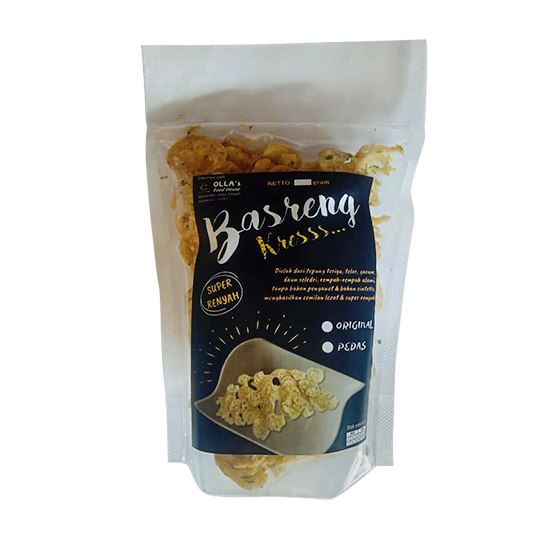 OLLA's
Food House
NETTO gram
Basreng
Kresss...
Diolah dari tepung terigu, telor, garam,
daun seledri, rempah-rempah alami,
tanpa bahan pengawet & bahan sintetis,
menghasilkan cemilan lezat & super renyah
SUPER
RENYAH
ORIGINAL
PEDAS